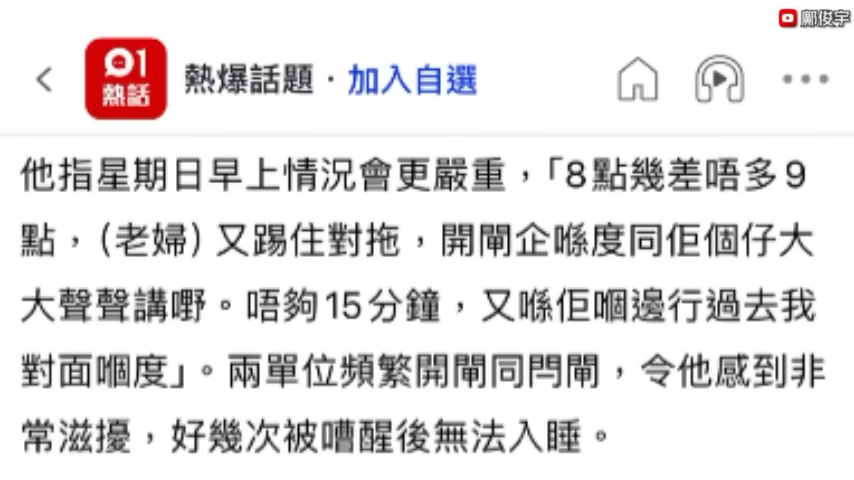 鄺俊宇
01
熱話
熱爆話題·加入自選
他指星期日早上情況會更嚴重，「8點幾差唔多9
點，（老婦）又踢住對拖，開閘企喺度同佢個仔大
大聲聲講嘢。唔夠15分鐘，又喺佢嗰邊行過去我
對面嗰度」。兩單位頻繁開閘同閂閘，令他感到非
常滋擾，好幾次被嘈醒後無法入睡。